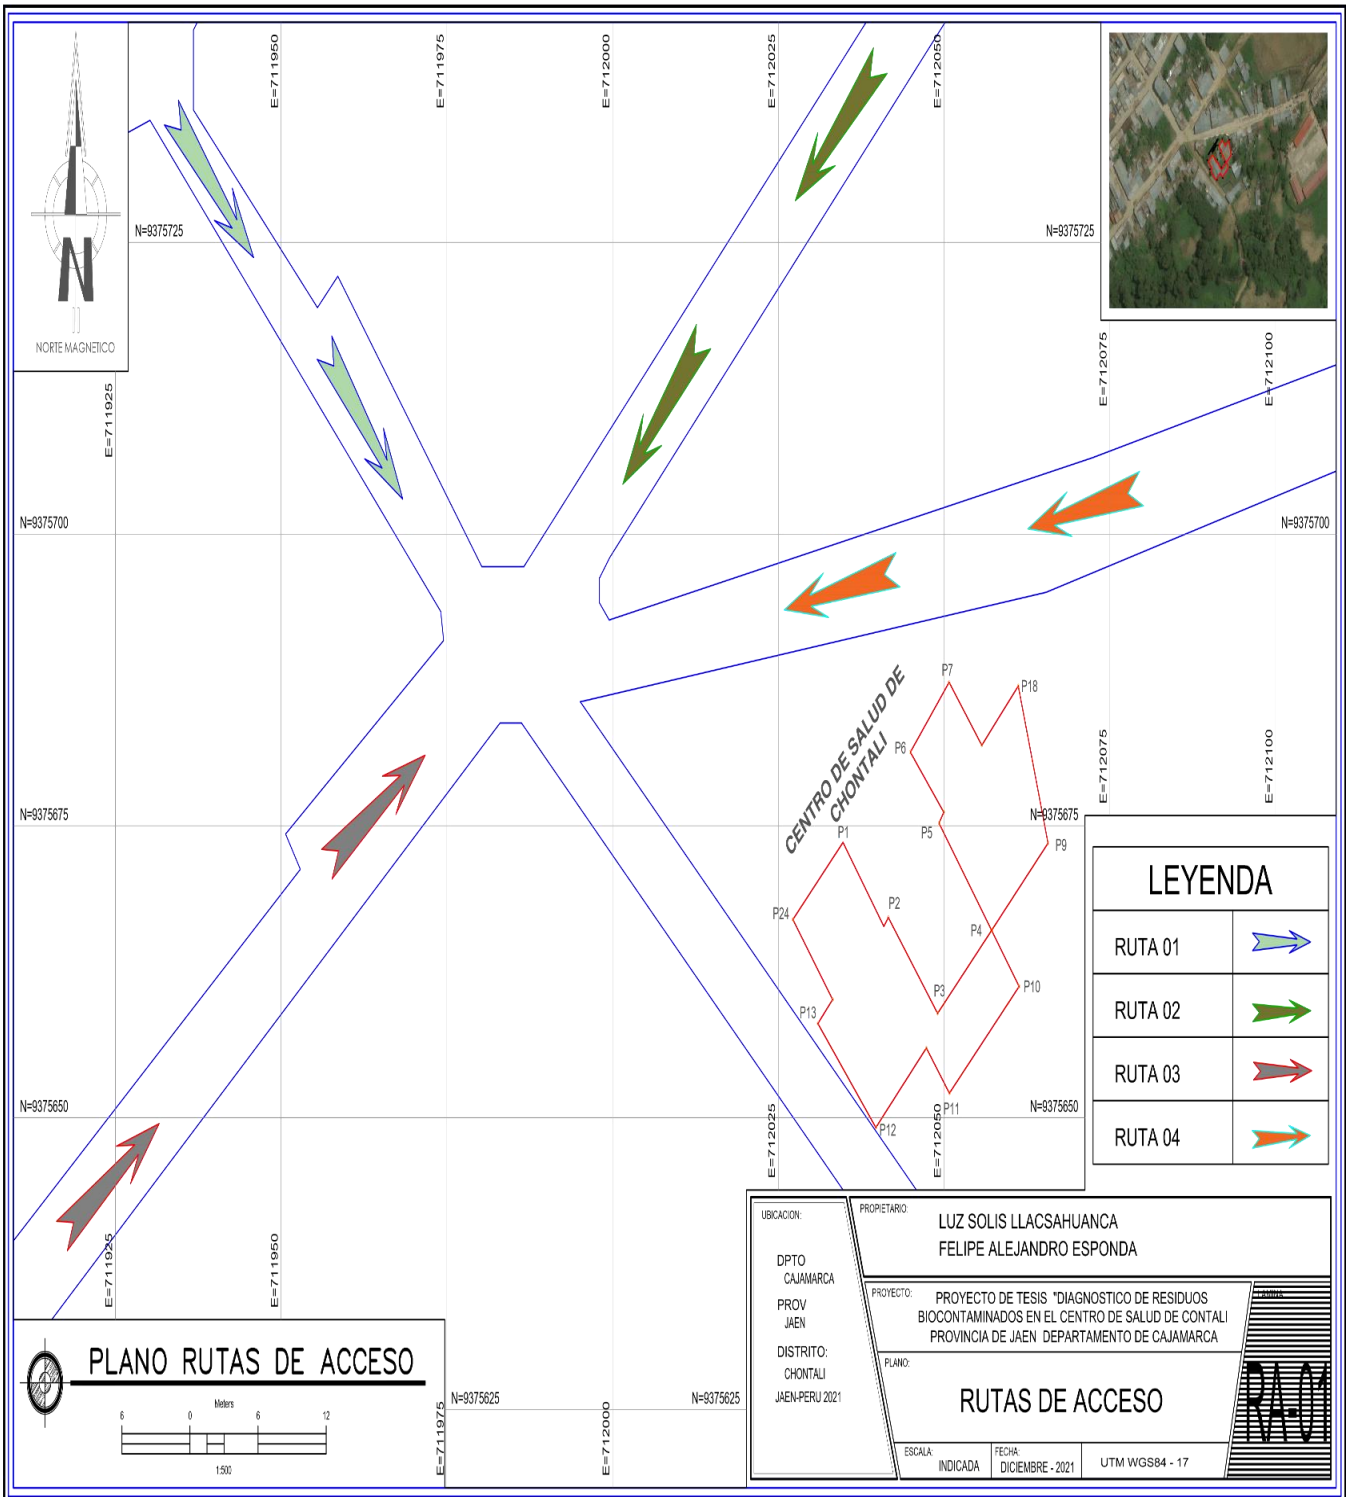 E=711950
E=711975
E=712000
E=712025
E=712050
N
NORTE MAGNETICO
N=9375725
N=9375725
E=711925
E=712075
E=712100
N=9375700
N=9375700
CENTRO DE SALUD DE
CHONTALI
P7
P18
P6
P5
P1
P2
P24
P9
P4
P3
P10
P13
P11
P12
E=712075
E=712100
N=9375675
N=9375675
LEYENDA
RUTA 01
RUTA 02
RUTA 03
RUTA 04
N=9375650
N=9375650
E=712025
E=712050
E=711925
E=711950
PLANO RUTAS DE ACCESO
Meters
6 0 6 12
1:500
N=9375625
N=9375625
E=711975
E=712000
UBICACION:
DPTO
CAJAMARCA
PROV
JAEN
DISTRITO:
CHONTALI
JAEN-PERU 2021
PROPIETARIO:
LUZ SOLIS LLACSAHUANCA
FELIPE ALEJANDRO ESPONDA
PROYECTO:
PROYECTO DE TESIS "DIAGNOSTICO DE RESIDUOS
BIOCONTAMINADOS EN EL CENTRO DE SALUD DE CONTALI
PROVINCIA DE JAEN DEPARTAMENTO DE CAJAMARCA
PLANO:
RUTAS DE ACCESO
ESCALA:
INDICADA
FECHA:
DICIEMBRE - 2021
UTM WGS84 - 17
LAMINA:
RA-01